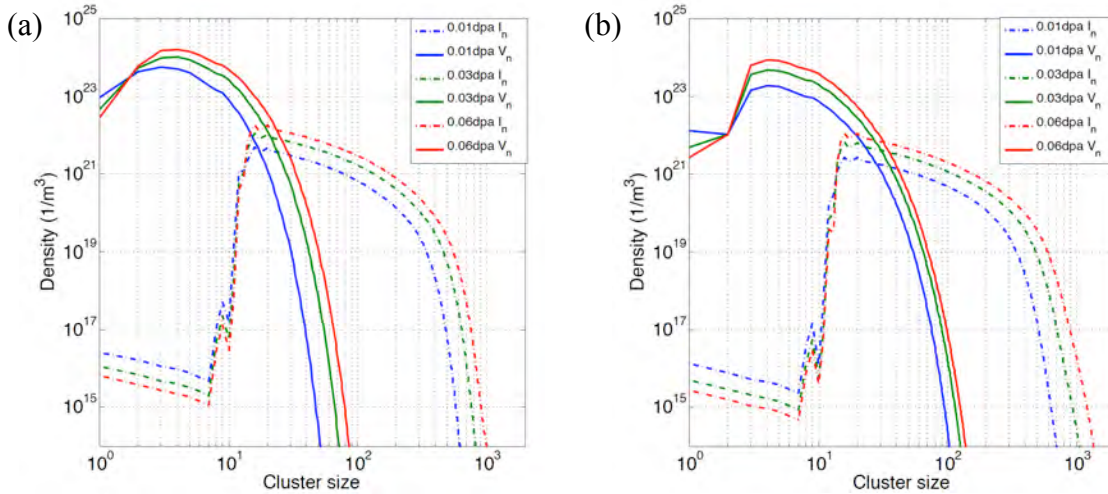 (a)
10^25
10^23
10^21
10^19
10^17
10^15
Density (1/m^3)
10^0
10^1
10^2
10^3
Cluster size
0.01dpa I_n
0.01dpa V_n
0.03dpa I_n
0.03dpa V_n
0.06dpa I_n
0.06dpa V_n
(b)
10^25
10^23
10^21
10^19
10^17
10^15
Density (1/m^3)
10^0
10^1
10^2
10^3
Cluster size
0.01dpa I_n
0.01dpa V_n
0.03dpa I_n
0.03dpa V_n
0.06dpa I_n
0.06dpa V_n